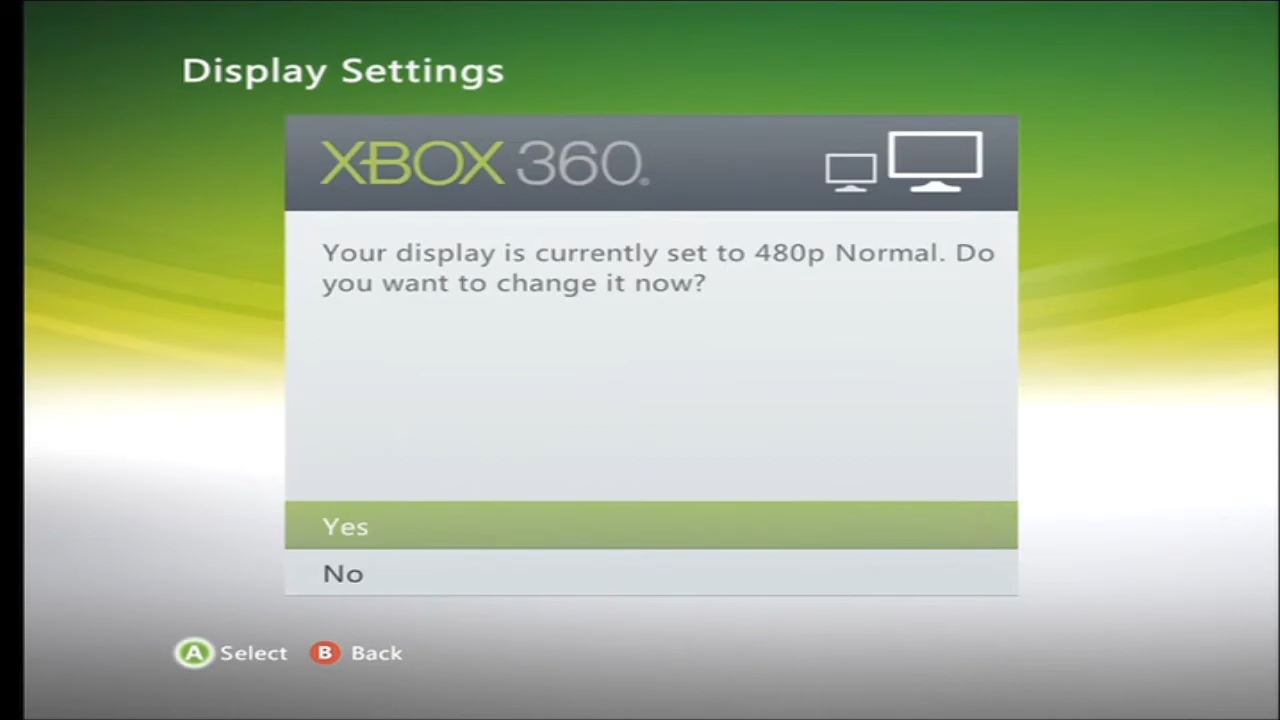 Display Settings
XBOX 360®
Your display is currently set to 480p Normal. Do
you want to change it now?
Yes
No
A Select B Back